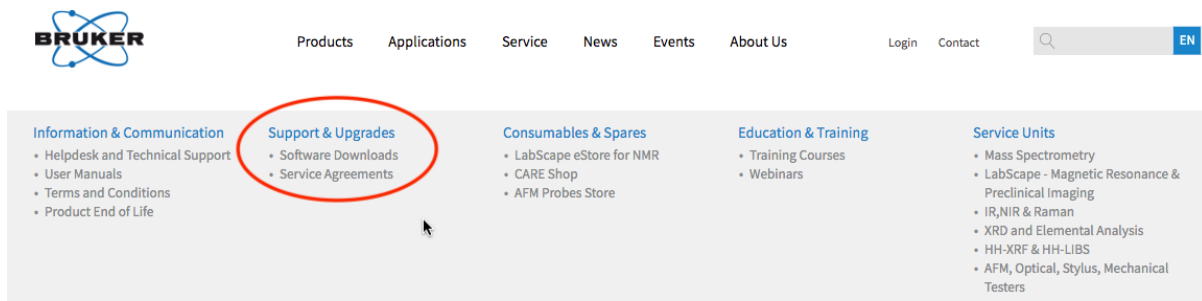 BRUKER
Products Applications Service News Events About Us Login Contact EN
Information & Communication
• Helpdesk and Technical Support
• User Manuals
• Terms and Conditions
• Product End of Life
Support & Upgrades
• Software Downloads
• Service Agreements
Consumables & Spares
• LabScape eStore for NMR
• CARE Shop
• AFM Probes Store
Education & Training
• Training Courses
• Webinars
Service Units
• Mass Spectrometry
• LabScape - Magnetic Resonance &
Preclinical Imaging
• IR,NIR & Raman
• XRD and Elemental Analysis
• HH-XRF & HH-LIBS
• AFM, Optical, Stylus, Mechanical
Testers